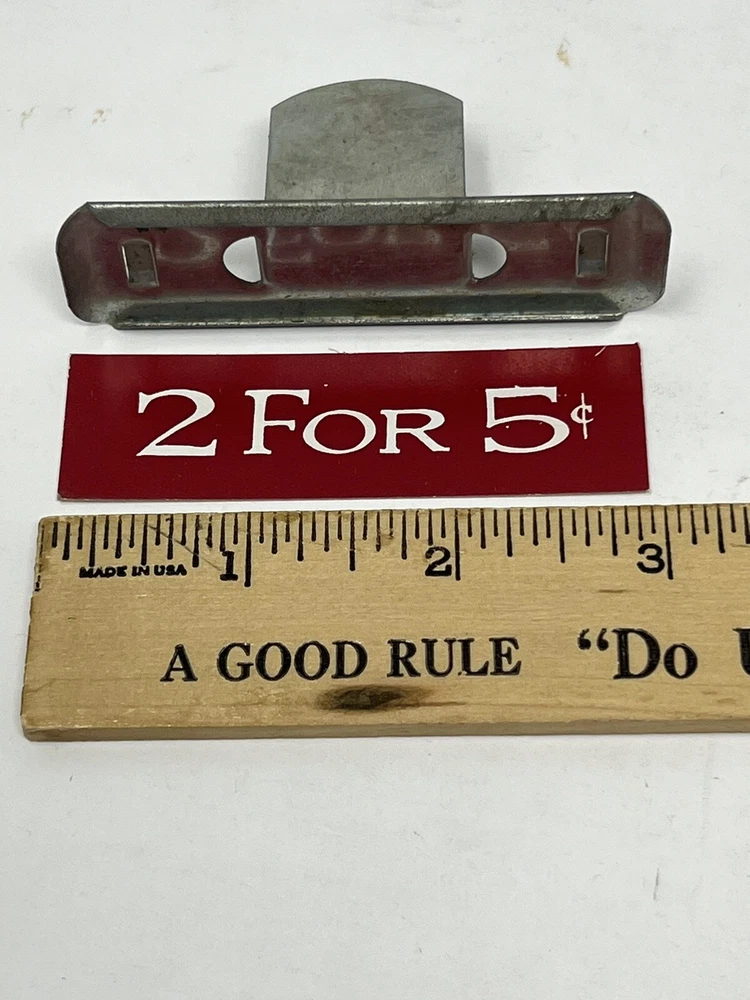 2 FOR 5¢
1 2 3
MADE IN USA
A GOOD RULE “Do